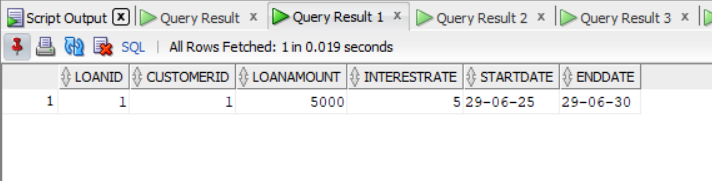 Script Output x Query Result x Query Result 1 x Query Result 2 x Query Result 3 x
SQL All Rows Fetched: 1 in 0.019 seconds
LOANID CUSTOMERID LOANAMOUNT INTERESTRATE STARTDATE ENDDATE
1 1 1 5000 5 29-06-25 29-06-30